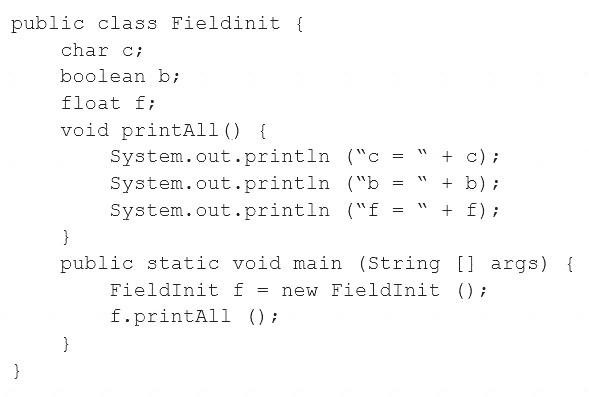 public class Fieldinit {
char c;
boolean b;
float f;
void printAll() {
System.out.println (“c = “ + c);
System.out.println (“b = “ + b);
System.out.println (“f = “ + f);
}
public static void main (String [] args) {
FieldInit f = new FieldInit ();
f.printAll ();
}
}